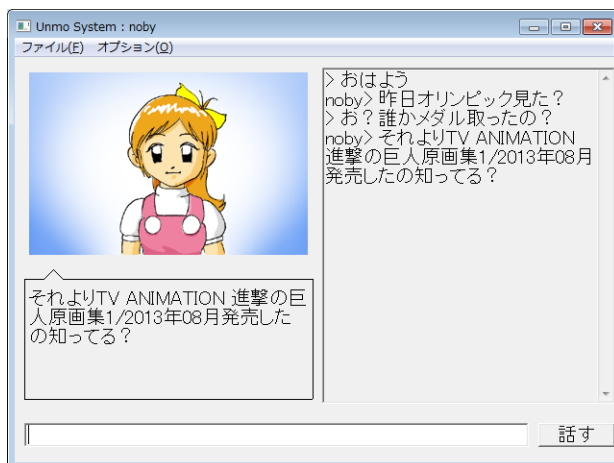 Unmo System : noby
ファイル(F) オプション(O)
> おはよう
noby> 昨日オリンピック見た？
> お？誰かメダル取ったの？
noby> それよりTV ANIMATION
進撃の巨人原画集1/2013年08月
発売したの知ってる？
それよりTV ANIMATION 進撃の巨
人原画集1/2013年08月発売した
の知ってる？
話す